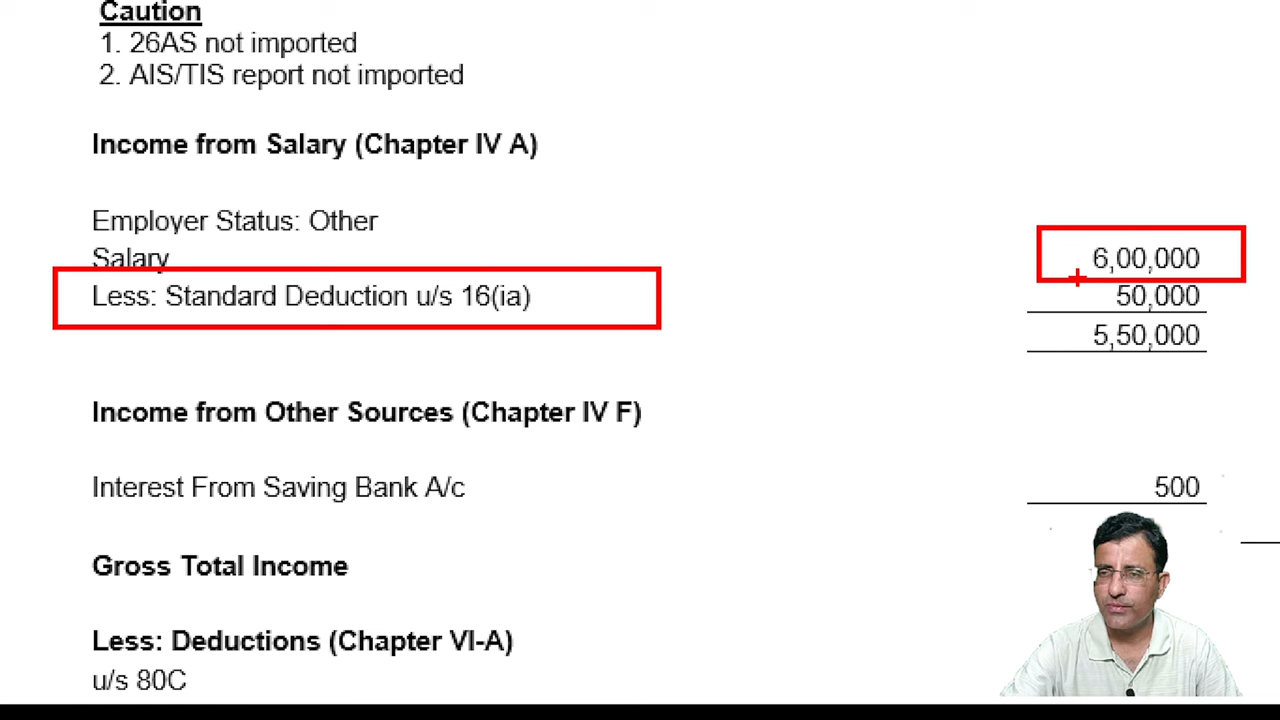 Caution
1. 26AS not imported
2. AIS/TIS report not imported
Income from Salary (Chapter IV A)
Employer Status: Other
Salary 6,00,000
Less: Standard Deduction u/s 16(ia) 50,000
5,50,000
Income from Other Sources (Chapter IV F)
Interest From Saving Bank A/c 500
Gross Total Income
Less: Deductions (Chapter VI-A)
u/s 80C